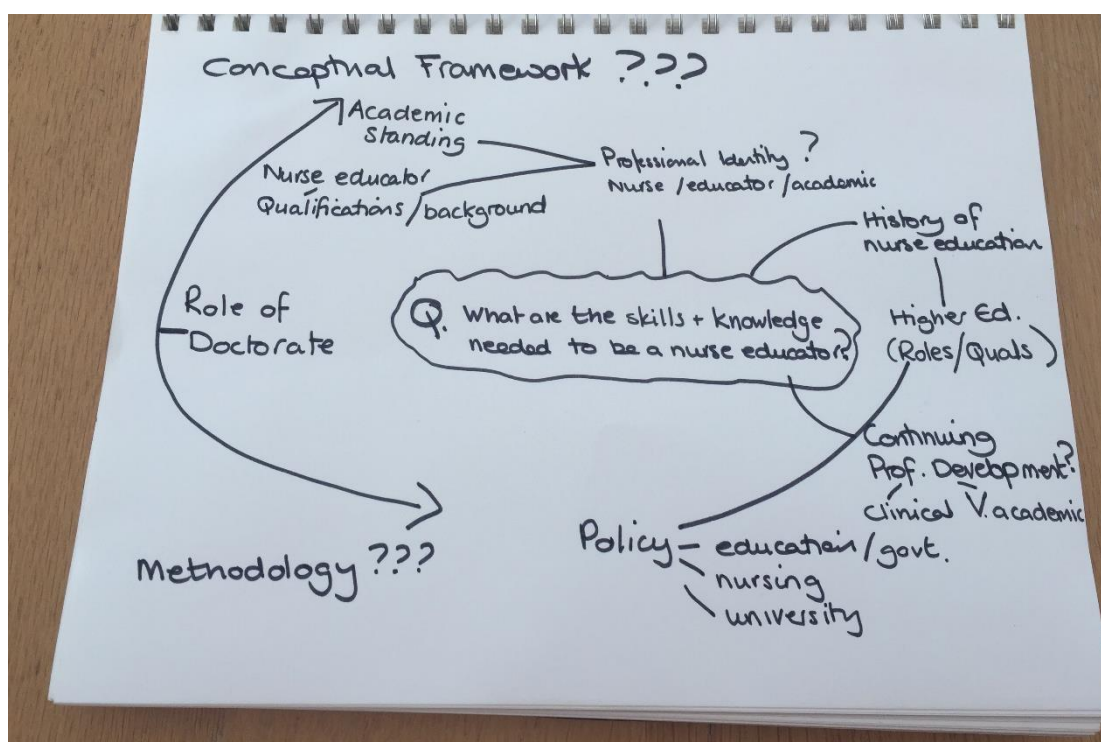 Conceptual Framework ???
Academic
Standing
Nurse educator
Qualifications/background
Professional Identity ?
Nurse /educator /academic
History of
nurse education
Role of
Doctorate
Q. What are the skills + knowledge
needed to be a nurse educator?
Higher Ed.
(Roles/Quals)
Continuing
Prof. Development?
Clinical V. academic
Policy – education/govt.
nursing
university
Methodology ???